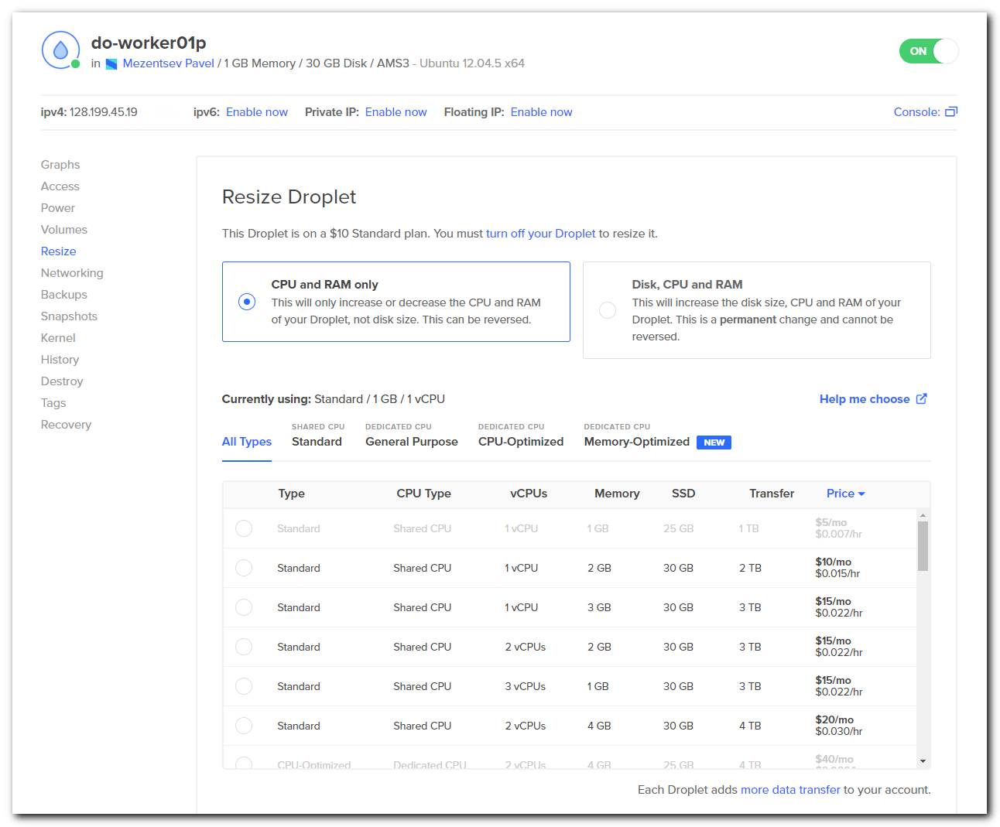 do-worker01p
in Mezentsev Pavel / 1 GB Memory / 30 GB Disk / AMS3 - Ubuntu 12.04.5 x64
ON
ipv4: 128.199.45.19 ipv6: Enable now Private IP: Enable now Floating IP: Enable now Console:
Graphs
Access
Power
Volumes
Resize
Networking
Backups
Snapshots
Kernel
History
Destroy
Tags
Recovery
Resize Droplet
This Droplet is on a $10 Standard plan. You must turn off your Droplet to resize it.
CPU and RAM only
This will only increase or decrease the CPU and RAM
of your Droplet, not disk size. This can be reversed.
Disk, CPU and RAM
This will increase the disk size, CPU and RAM of your
Droplet. This is a permanent change and cannot be
reversed.
Currently using: Standard / 1 GB / 1 vCPU
Help me choose
All Types
SHARED CPU
Standard
DEDICATED CPU
General Purpose
DEDICATED CPU
CPU-Optimized
DEDICATED CPU
Memory-Optimized NEW
Type CPU Type vCPUs Memory SSD Transfer Price
Standard Shared CPU 1 vCPU 1 GB 25 GB 1 TB $5/mo
$0.007/hr
Standard Shared CPU 1 vCPU 2 GB 30 GB 2 TB $10/mo
$0.015/hr
Standard Shared CPU 1 vCPU 3 GB 30 GB 3 TB $15/mo
$0.022/hr
Standard Shared CPU 2 vCPUs 2 GB 30 GB 3 TB $15/mo
$0.022/hr
Standard Shared CPU 3 vCPUs 1 GB 30 GB 3 TB $15/mo
$0.022/hr
Standard Shared CPU 2 vCPUs 4 GB 30 GB 4 TB $20/mo
$0.030/hr
CPU-Optimized Dedicated CPU 2 vCPUs 4 GB 25 GB 4 TB $40/mo
Each Droplet adds more data transfer to your account.